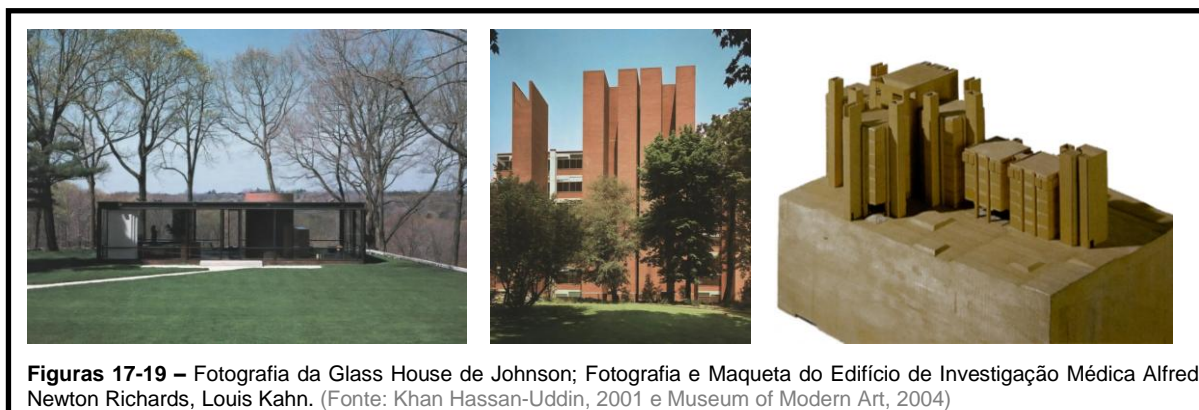 Figuras 17-19 – Fotografia da Glass House de Johnson; Fotografia e Maqueta do Edifício de Investigação Médica Alfred
Newton Richards, Louis Kahn. (Fonte: Khan Hassan-Uddin, 2001 e Museum of Modern Art, 2004)